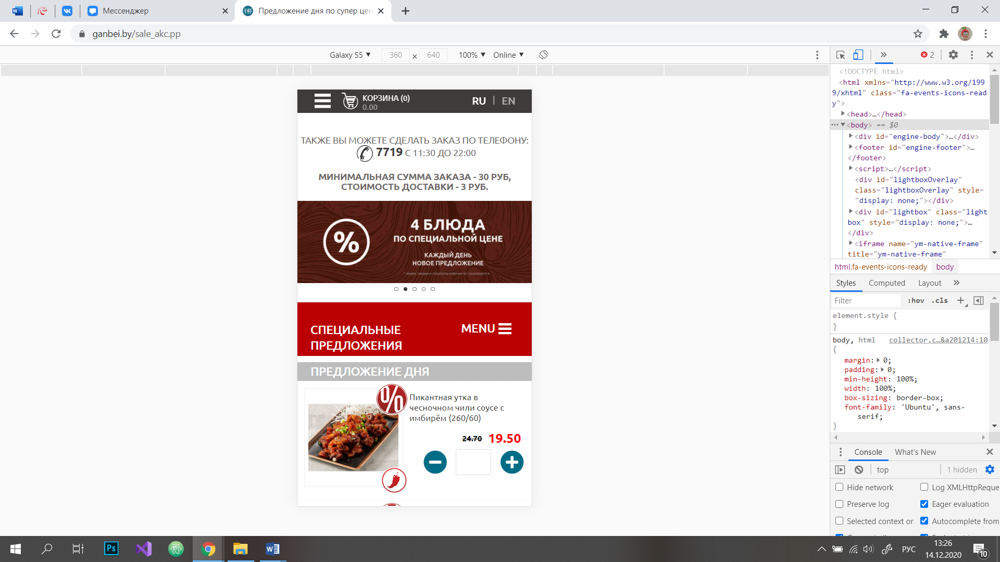 Мессенджер
Предложение дня по супер цен
ganbei.by/sale_akc.pp
Galaxy S5 ▼ 360 × 640 100% ▼ Online ▼
2
<!DOCTYPE html>
<html xmlns="http://www.w3.org/199
9/xhtml" class="fa-events-icons-read
y">
<head>…</head>
<body> == $0
<div id="engine-body">…</div>
<footer id="engine-footer">…
</footer>
<script>…</script>
<div id="lightboxOverlay"
class="lightboxOverlay" style=
"display: none;"></div>
<div id="lightbox" class="light
box" style="display: none;">…
</div>
<iframe name="ym-native-frame"
title="ym-native-frame"
html.fa-events-icons-ready body
Styles Computed Layout »
Filter :hov .cls +
element.style {
}
body, html collector.c…&a201214:10
{
margin: 0;
padding: 0;
min-height: 100%;
width: 100%;
box-sizing: border-box;
font-family: 'Ubuntu', sans-
serif;
}
Console What's New
top 1 hidden
Hide network Log XMLHttpReque
Preserve log Eager evaluation
Selected context or Autocomplete from
КОРЗИНА (0)
0.00
RU | EN
ТАКЖЕ ВЫ МОЖЕТЕ СДЕЛАТЬ ЗАКАЗ ПО ТЕЛЕФОНУ:
7719 С 11:30 ДО 22:00
МИНИМАЛЬНАЯ СУММА ЗАКАЗА - 30 РУБ,
СТОИМОСТЬ ДОСТАВКИ - 3 РУБ.
%
4 БЛЮДА
ПО СПЕЦИАЛЬНОЙ ЦЕНЕ
КАЖДЫЙ ДЕНЬ
НОВОЕ ПРЕДЛОЖЕНИЕ
* акции, скидки и спецпредложения не суммируются
СПЕЦИАЛЬНЫЕ
ПРЕДЛОЖЕНИЯ
MENU
ПРЕДЛОЖЕНИЕ ДНЯ
%
Пикантная утка в
чесночном чили соусе с
имбирём (260/60)
24.70 19.50
Ps
РУС
13:26
14.12.2020
10